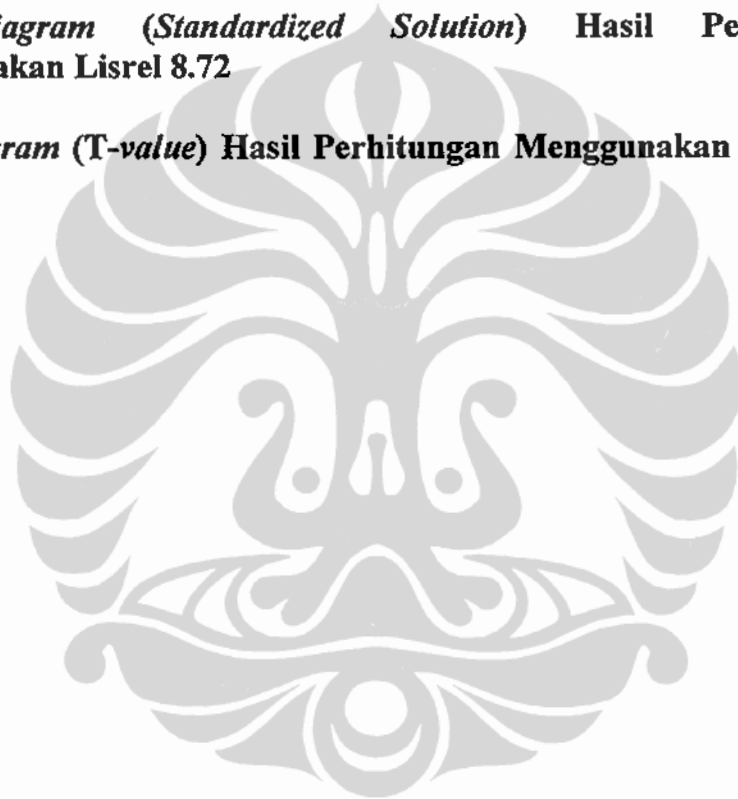 iagram (Standardized Solution) Hasil Pe
akan Lisrel 8.72
ram (T-value) Hasil Perhitungan Menggunakan